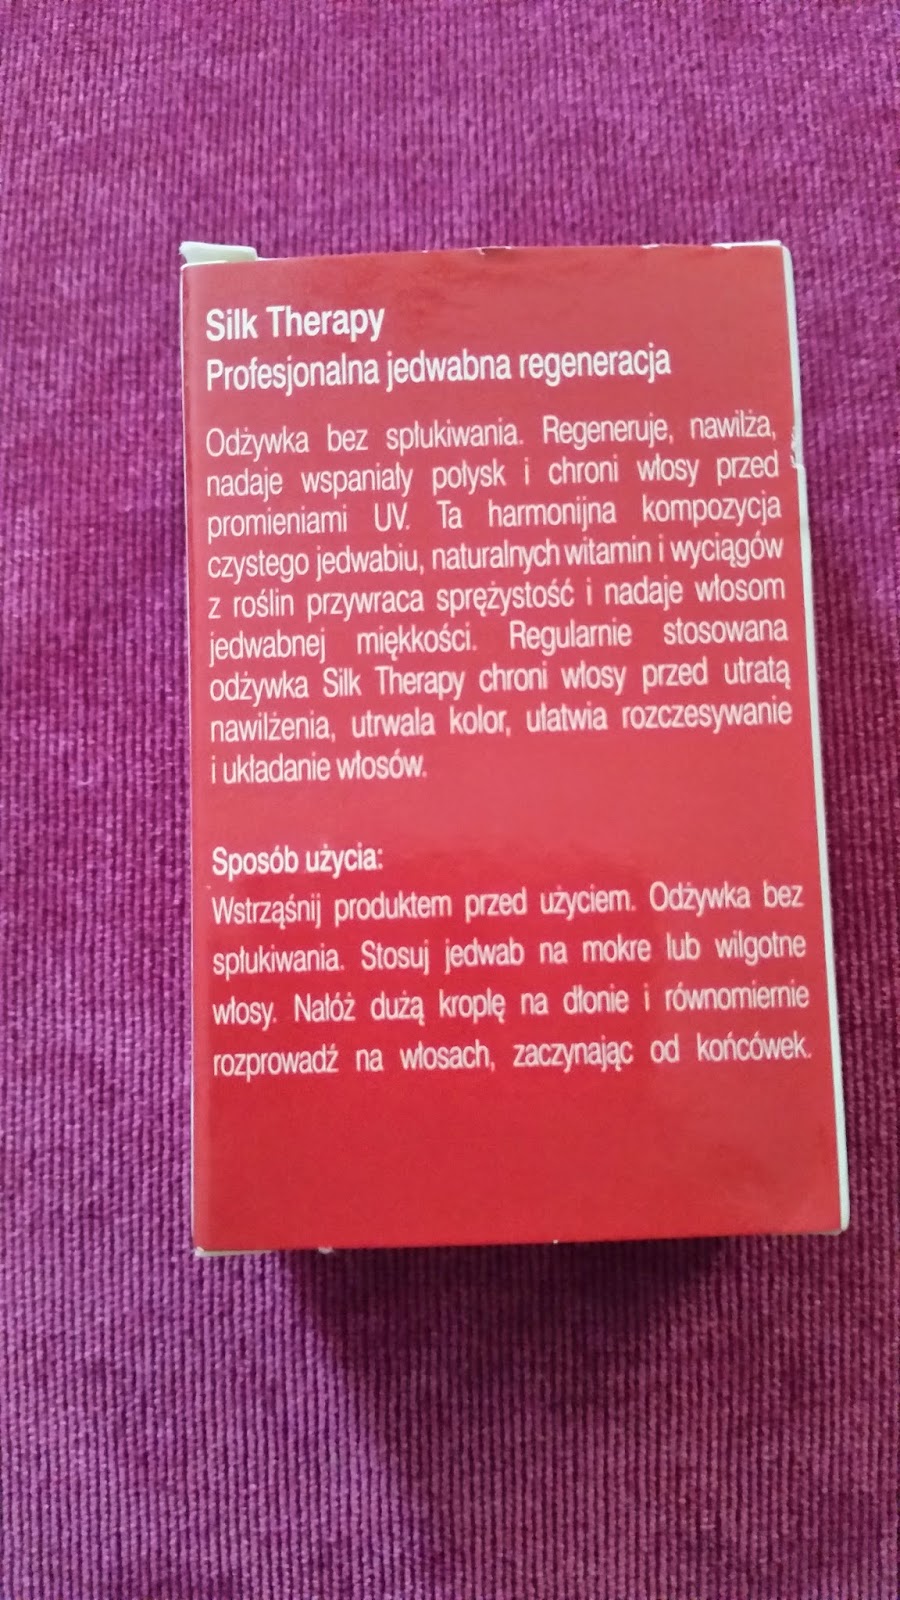 Silk Therapy
Profesjonalna jedwabna regeneracja
Odżywka bez spłukiwania. Regeneruje, nawilża,
nadaje wspaniały połysk i chroni włosy przed
promieniami UV. Ta harmonijna kompozycja
czystego jedwabiu, naturalnych witamin i wyciągów
z roślin przywraca sprężystość i nadaje włosom
jedwabnej miękkości. Regularnie stosowana
odżywka Silk Therapy chroni włosy przed utratą
nawilżenia, utrwala kolor, ułatwia rozczesywanie
i układanie włosów.
Sposób użycia:
Wstrząśnij produktem przed użyciem. Odżywka bez
spłukiwania. Stosuj jedwab na mokre lub wilgotne
włosy. Nałóż dużą kroplę na dłonie i równomiernie
rozprowadź na włosach, zaczynając od końcówek.